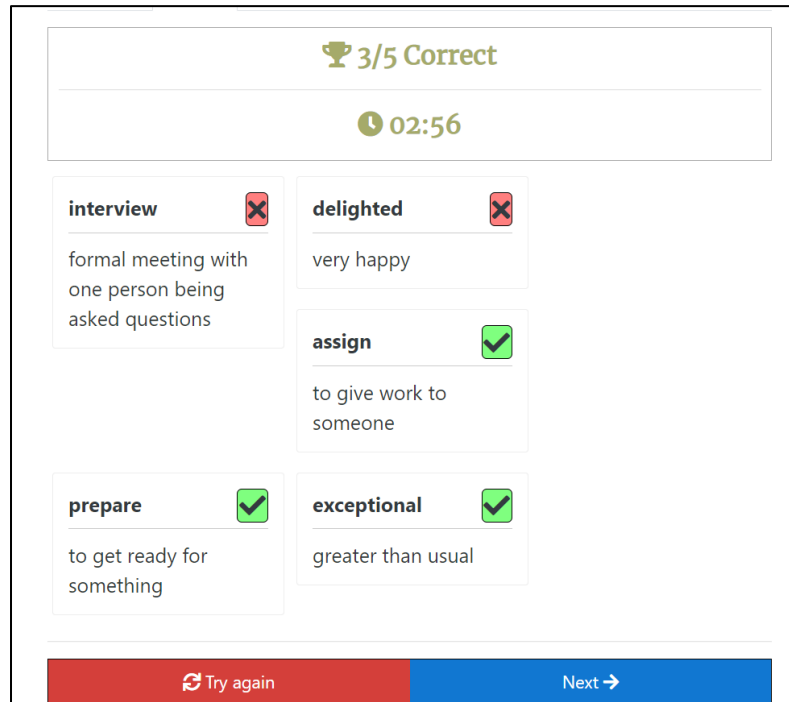 3/5 Correct
02:56
interview
formal meeting with
one person being
asked questions
delighted
very happy
assign
to give work to
someone
prepare
to get ready for
something
exceptional
greater than usual
Try again
Next